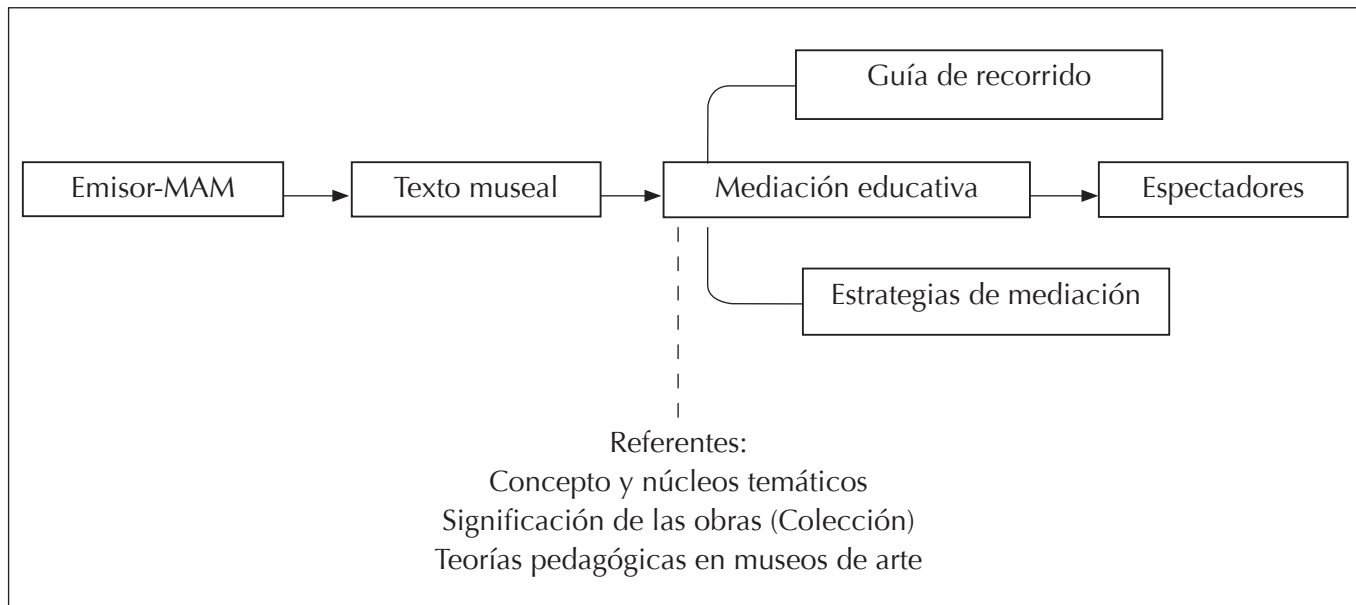 Guía de recorrido
Emisor-MAM
Texto museal
Mediación educativa
Espectadores
Estrategias de mediación
Referentes:
Concepto y núcleos temáticos
Significación de las obras (Colección)
Teorías pedagógicas en museos de arte